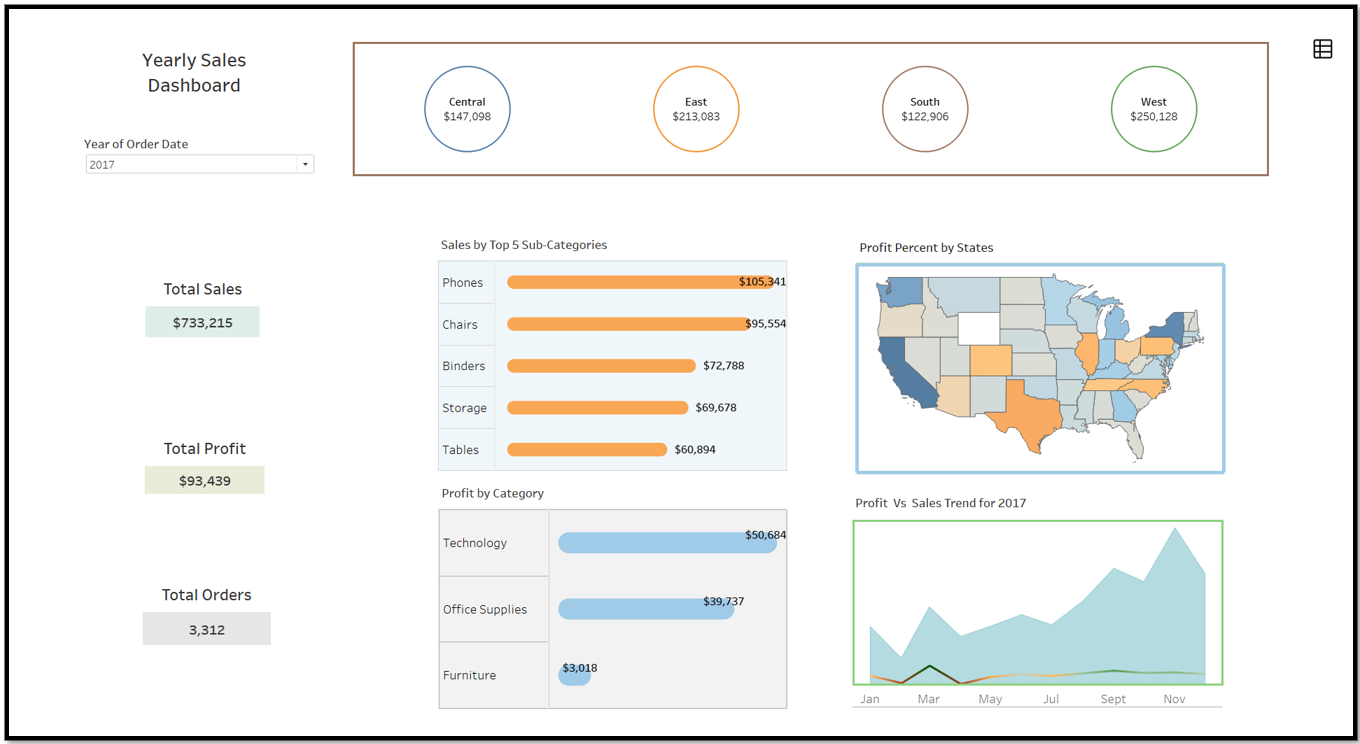 Yearly Sales
Dashboard
Year of Order Date
2017
Central
$147,098
East
$213,083
South
$122,906
West
$250,128
Total Sales
$733,215
Total Profit
$93,439
Total Orders
3,312
Sales by Top 5 Sub-Categories
Phones $105,341
Chairs $95,554
Binders $72,788
Storage $69,678
Tables $60,894
Profit by Category
Technology $50,684
Office Supplies $39,737
Furniture $3,018
Profit Percent by States
Profit Vs Sales Trend for 2017
Jan Mar May Jul Sept Nov